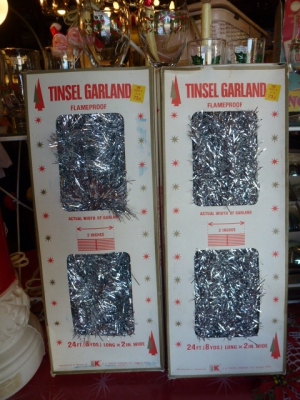 TINSEL GARLAND
FLAMEPROOF
ACTUAL WIDTH OF GARLAND
2 INCHES
24 FT. (8 YDS.) LONG × 2 IN. WIDE
K
TINSEL GARLAND
FLAMEPROOF
ACTUAL WIDTH OF GARLAND
2 INCHES
24 FT. (8 YDS.) LONG × 2 IN. WIDE
K